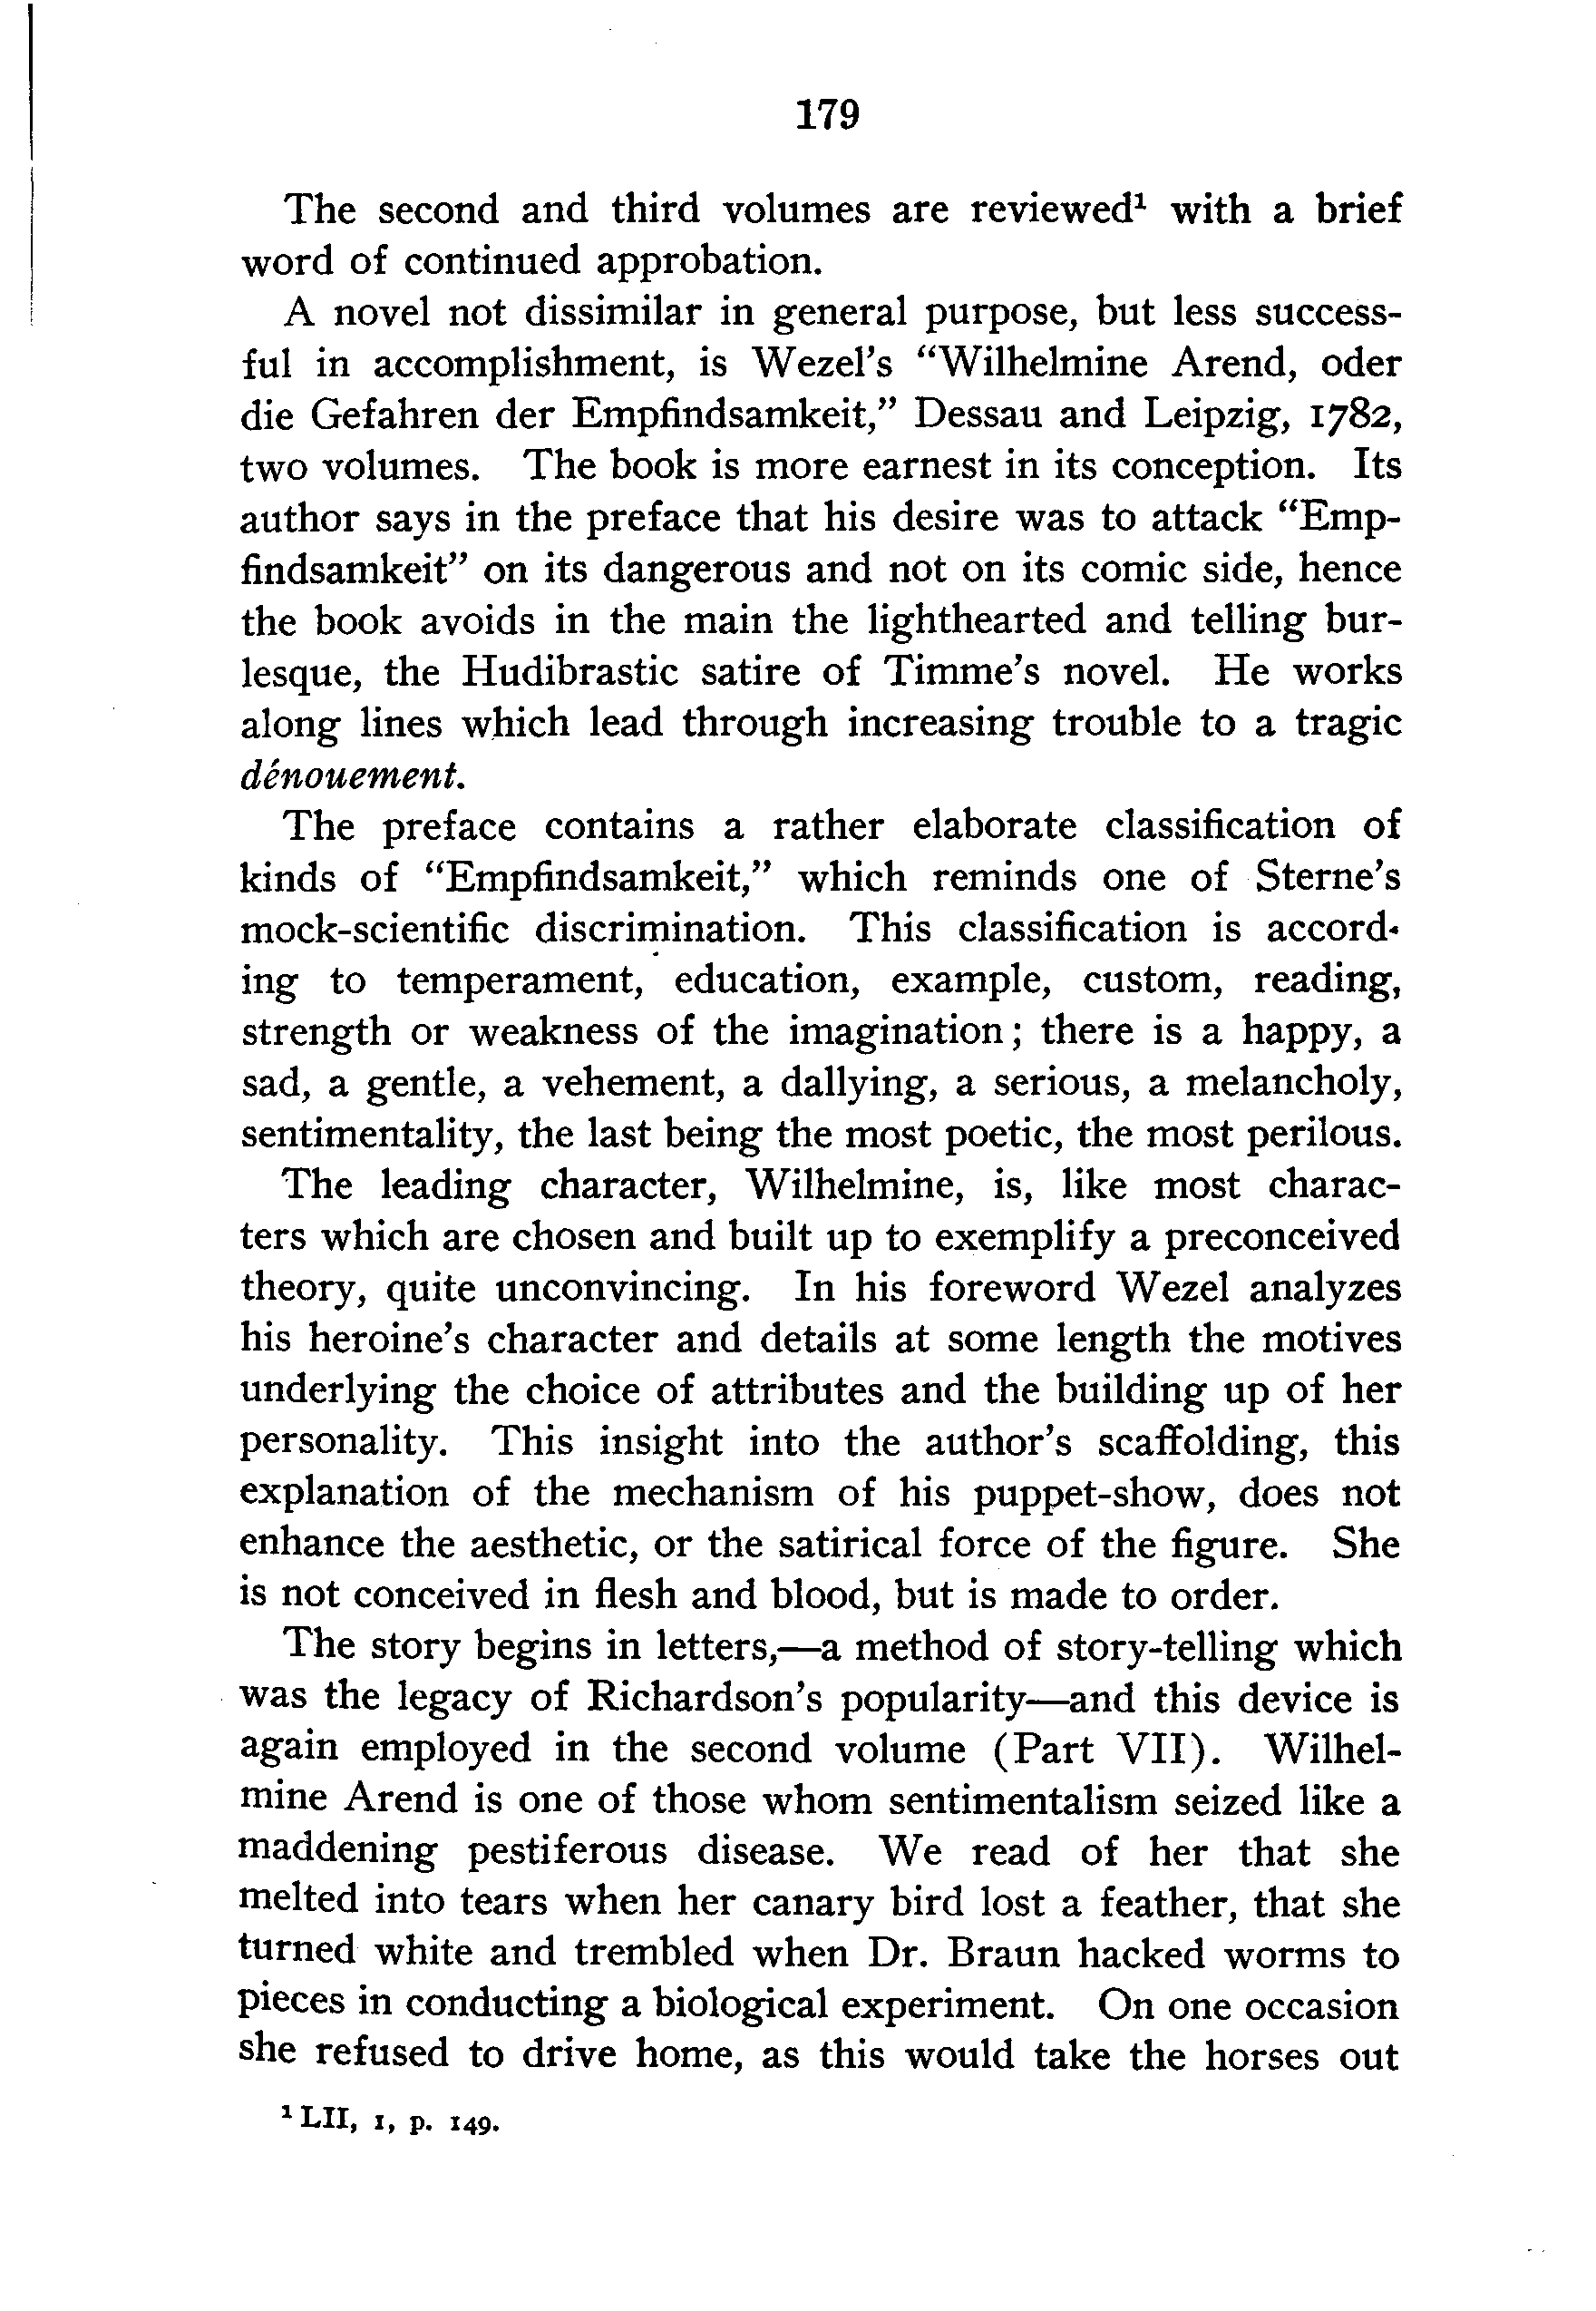 179
The second and third volumes are reviewed¹ with a brief
word of continued approbation.
A novel not dissimilar in general purpose, but less success-
ful in accomplishment, is Wezel's “Wilhelmine Arend, oder
die Gefahren der Empfindsamkeit,” Dessau and Leipzig, 1782,
two volumes. The book is more earnest in its conception. Its
author says in the preface that his desire was to attack “Emp-
findsamkeit” on its dangerous and not on its comic side, hence
the book avoids in the main the lighthearted and telling bur-
lesque, the Hudibrastic satire of Timme's novel. He works
along lines which lead through increasing trouble to a tragic
dénouement.
The preface contains a rather elaborate classification of
kinds of “Empfindsamkeit,” which reminds one of Sterne's
mock-scientific discrimination. This classification is accord-
ing to temperament, education, example, custom, reading,
strength or weakness of the imagination; there is a happy, a
sad, a gentle, a vehement, a dallying, a serious, a melancholy,
sentimentality, the last being the most poetic, the most perilous.
The leading character, Wilhelmine, is, like most charac-
ters which are chosen and built up to exemplify a preconceived
theory, quite unconvincing. In his foreword Wezel analyzes
his heroine's character and details at some length the motives
underlying the choice of attributes and the building up of her
personality. This insight into the author's scaffolding, this
explanation of the mechanism of his puppet-show, does not
enhance the aesthetic, or the satirical force of the figure. She
is not conceived in flesh and blood, but is made to order.
The story begins in letters,—a method of story-telling which
was the legacy of Richardson's popularity—and this device is
again employed in the second volume (Part VII). Wilhel-
mine Arend is one of those whom sentimentalism seized like a
maddening pestiferous disease. We read of her that she
melted into tears when her canary bird lost a feather, that she
turned white and trembled when Dr. Braun hacked worms to
pieces in conducting a biological experiment. On one occasion
she refused to drive home, as this would take the horses out
¹ LII, 1, p. 149.